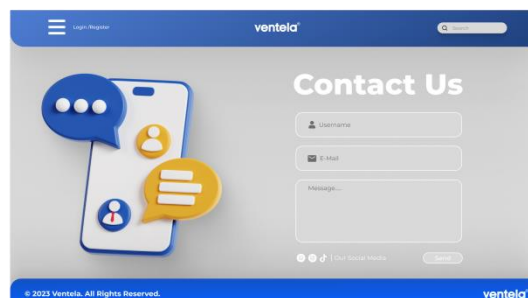 Login/Register
ventela®
Search
Contact Us
Username
E-Mail
Message....
Our Social Media
Send
© 2023 Ventela. All Rights Reserved.
ventela®